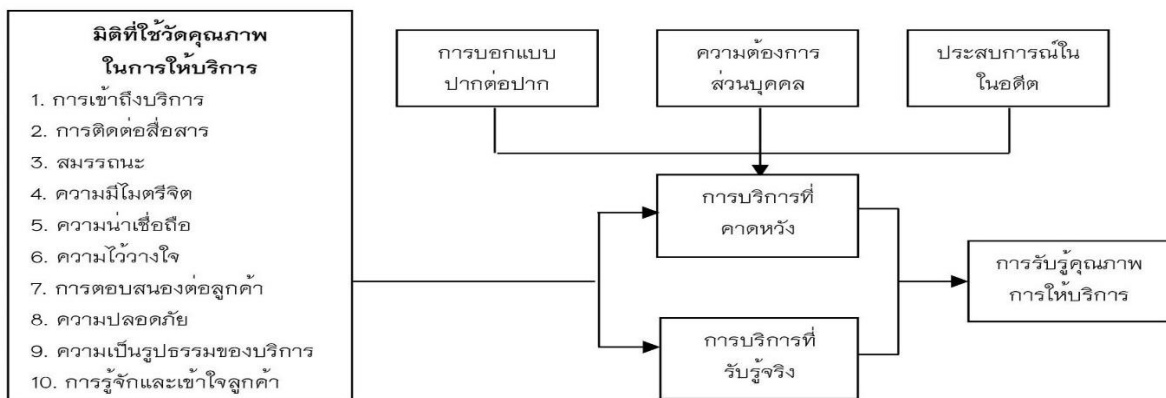 มิติที่ใช้วัดคุณภาพ
ในการให้บริการ
1. การเข้าถึงบริการ
2. การติดต่อสื่อสาร
3. สมรรถนะ
4. ความมีไมตรีจิต
5. ความน่าเชื่อถือ
6. ความไว้วางใจ
7. การตอบสนองต่อลูกค้า
8. ความปลอดภัย
9. ความเป็นรูปธรรมของบริการ
10. การรู้จักและเข้าใจลูกค้า
การบอกแบบ
ปากต่อปาก
ความต้องการ
ส่วนบุคคล
ประสบการณ์ใน
ในอดีต
การบริการที่
คาดหวัง
การบริการที่
รับรู้จริง
การรับรู้คุณภาพ
การให้บริการ